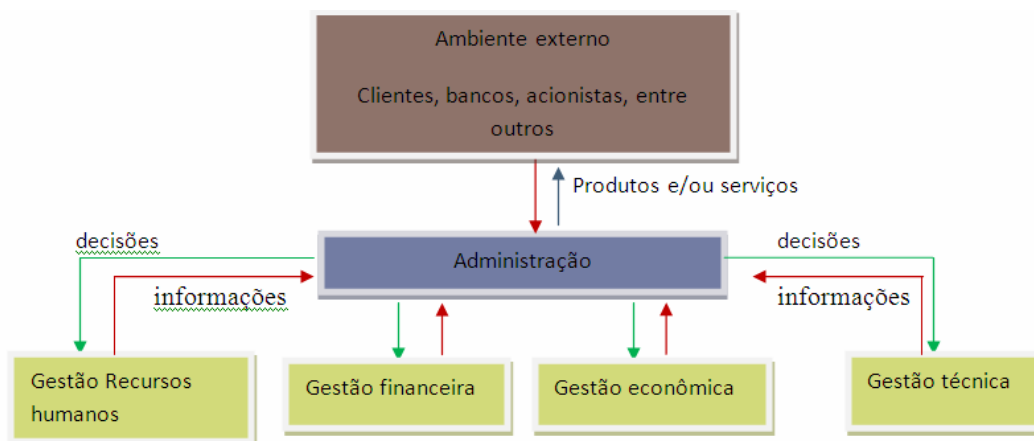 Ambiente externo
Clientes, bancos, acionistas, entre
outros
Produtos e/ou serviços
decisões
Administração
decisões
informações
informações
Gestão Recursos
humanos
Gestão financeira
Gestão econômica
Gestão técnica